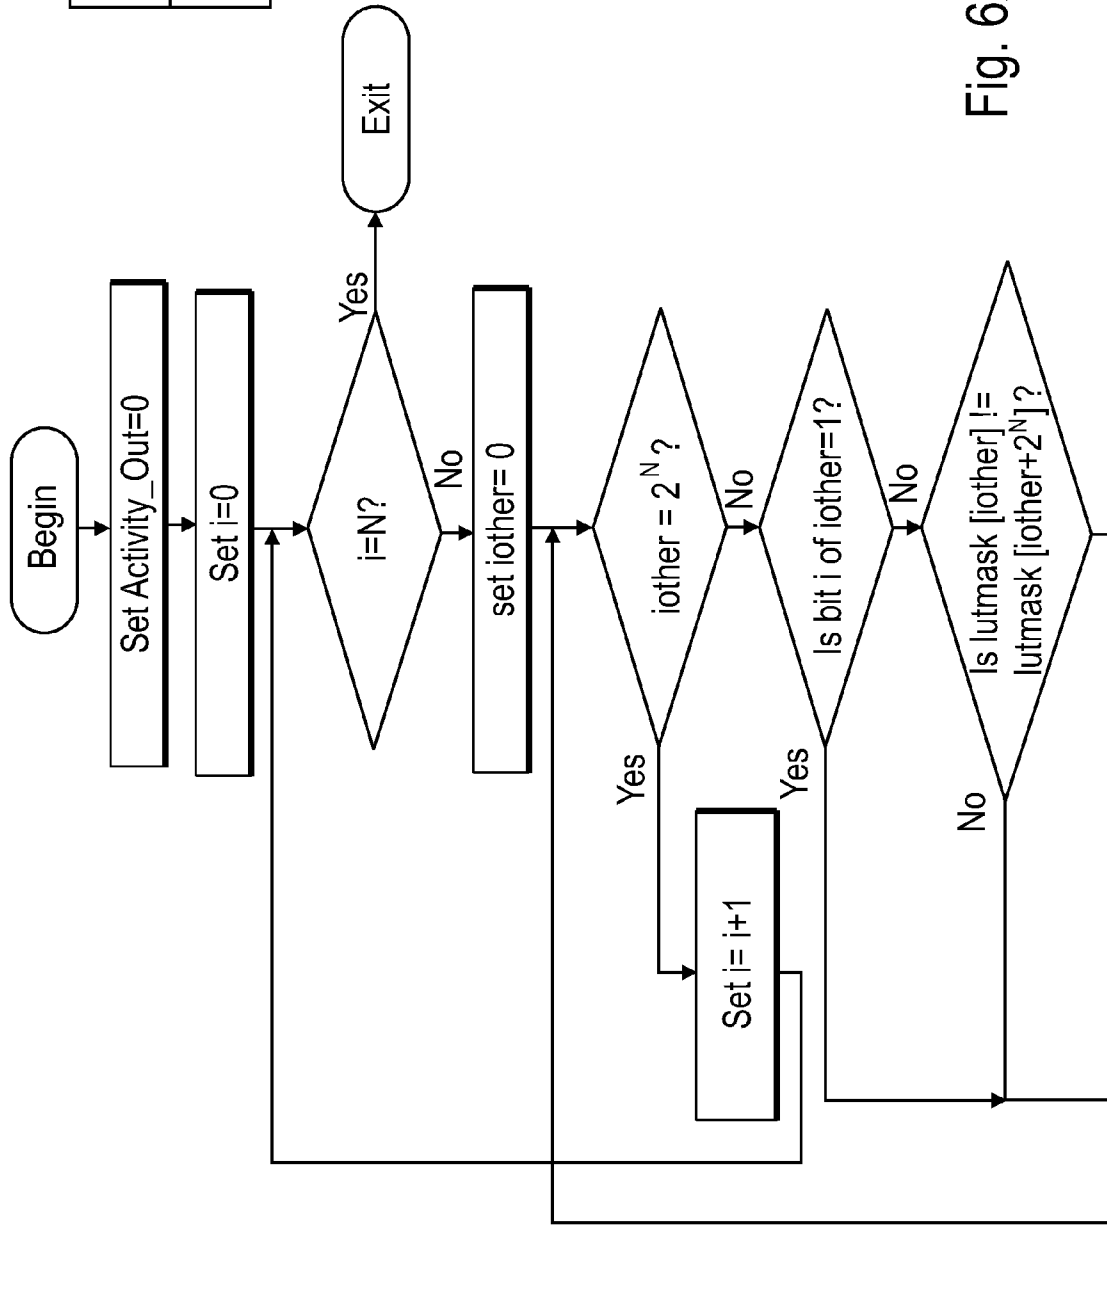 Begin
Set Activity_Out=0
Set i=0
i=N?
Yes
Exit
No
set iother= 0
iother = 2^N ?
Yes
No
Set i= i+1
Is bit i of iother=1?
Yes
No
Is lutmask [iother] !=
lutmask [iother+2^N] ?
No
Fig. 6